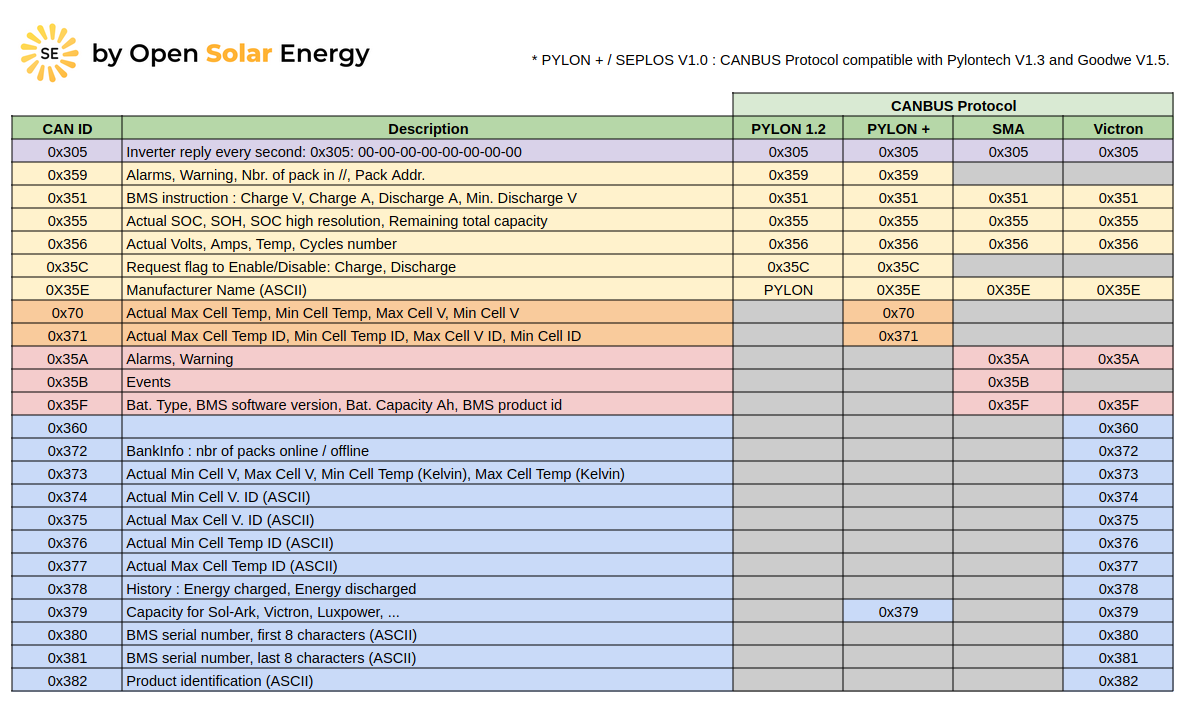 SE by Open Solar Energy
* PYLON + / SEPLOS V1.0 : CANBUS Protocol compatible with Pylontech V1.3 and Goodwe V1.5.
CANBUS Protocol
CAN ID Description PYLON 1.2 PYLON + SMA Victron
0x305 Inverter reply every second: 0x305: 00-00-00-00-00-00-00-00 0x305 0x305 0x305 0x305
0x359 Alarms, Warning, Nbr. of pack in //, Pack Addr. 0x359 0x359
0x351 BMS instruction : Charge V, Charge A, Discharge A, Min. Discharge V 0x351 0x351 0x351 0x351
0x355 Actual SOC, SOH, SOC high resolution, Remaining total capacity 0x355 0x355 0x355 0x355
0x356 Actual Volts, Amps, Temp, Cycles number 0x356 0x356 0x356 0x356
0x35C Request flag to Enable/Disable: Charge, Discharge 0x35C 0x35C
0X35E Manufacturer Name (ASCII) PYLON 0X35E 0X35E 0X35E
0x70 Actual Max Cell Temp, Min Cell Temp, Max Cell V, Min Cell V 0x70
0x371 Actual Max Cell Temp ID, Min Cell Temp ID, Max Cell V ID, Min Cell ID 0x371
0x35A Alarms, Warning 0x35A 0x35A
0x35B Events 0x35B
0x35F Bat. Type, BMS software version, Bat. Capacity Ah, BMS product id 0x35F 0x35F
0x360 0x360
0x372 BankInfo : nbr of packs online / offline 0x372
0x373 Actual Min Cell V, Max Cell V, Min Cell Temp (Kelvin), Max Cell Temp (Kelvin) 0x373
0x374 Actual Min Cell V. ID (ASCII) 0x374
0x375 Actual Max Cell V. ID (ASCII) 0x375
0x376 Actual Min Cell Temp ID (ASCII) 0x376
0x377 Actual Max Cell Temp ID (ASCII) 0x377
0x378 History : Energy charged, Energy discharged 0x378
0x379 Capacity for Sol-Ark, Victron, Luxpower, ... 0x379 0x379
0x380 BMS serial number, first 8 characters (ASCII) 0x380
0x381 BMS serial number, last 8 characters (ASCII) 0x381
0x382 Product identification (ASCII) 0x382